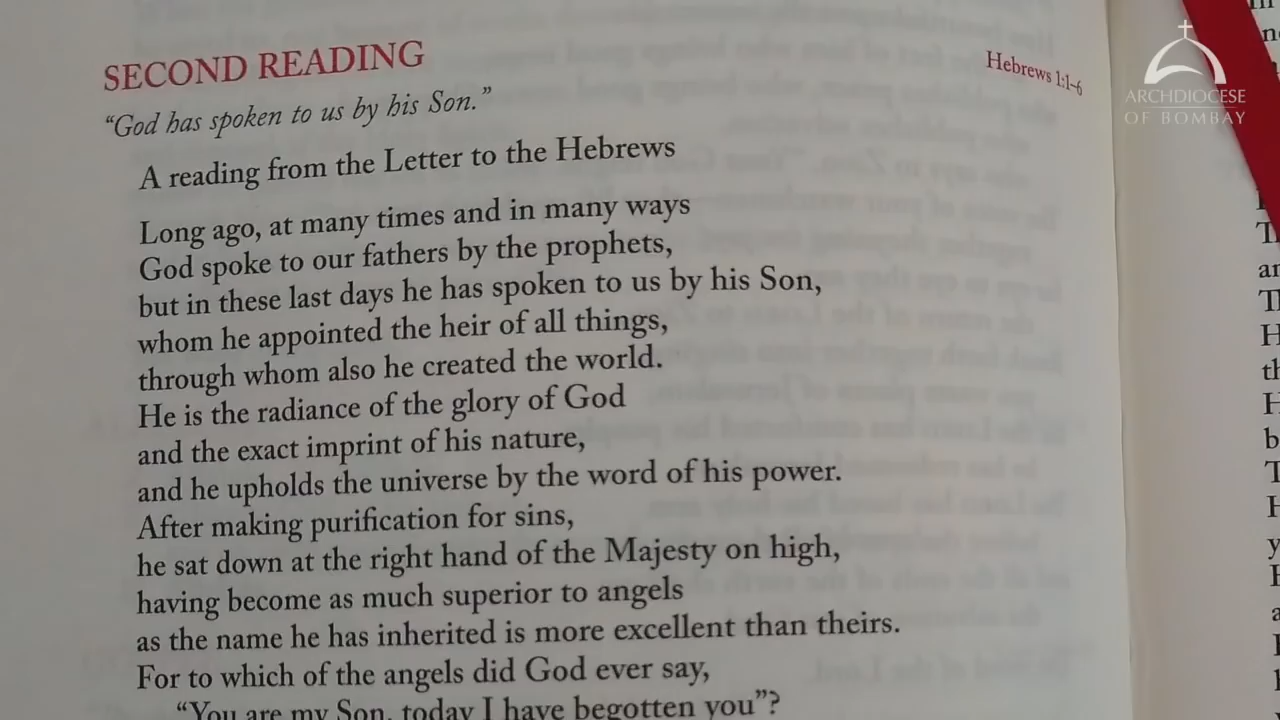 SECOND READING
Hebrews 1:1-6
“God has spoken to us by his Son.”
A reading from the Letter to the Hebrews
Long ago, at many times and in many ways
God spoke to our fathers by the prophets,
but in these last days he has spoken to us by his Son,
whom he appointed the heir of all things,
through whom also he created the world.
He is the radiance of the glory of God
and the exact imprint of his nature,
and he upholds the universe by the word of his power.
After making purification for sins,
he sat down at the right hand of the Majesty on high,
having become as much superior to angels
as the name he has inherited is more excellent than theirs.
For to which of the angels did God ever say,
“You are my Son, today I have begotten you”?
ARCHDIOCESE
OF BOMBAY